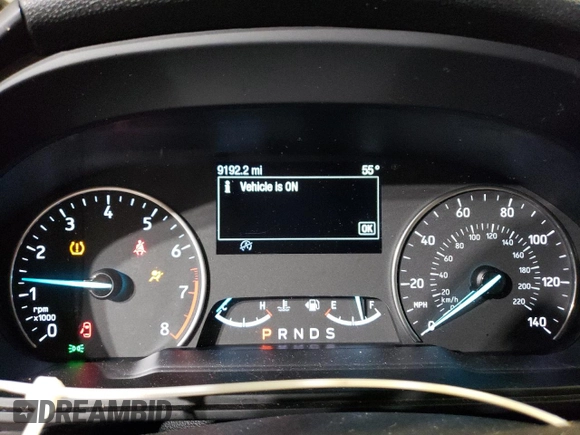 9192.2 mi 55°
i Vehicle is ON
OK
0 1 2 3 4 5 6 7 8
rpm
x1000
C H E F
P R N D S
0 20 40 60 80 100 120 140
MPH
km/h
20 40 60 80 100 120 140 160 180 200 220
DREAMBID